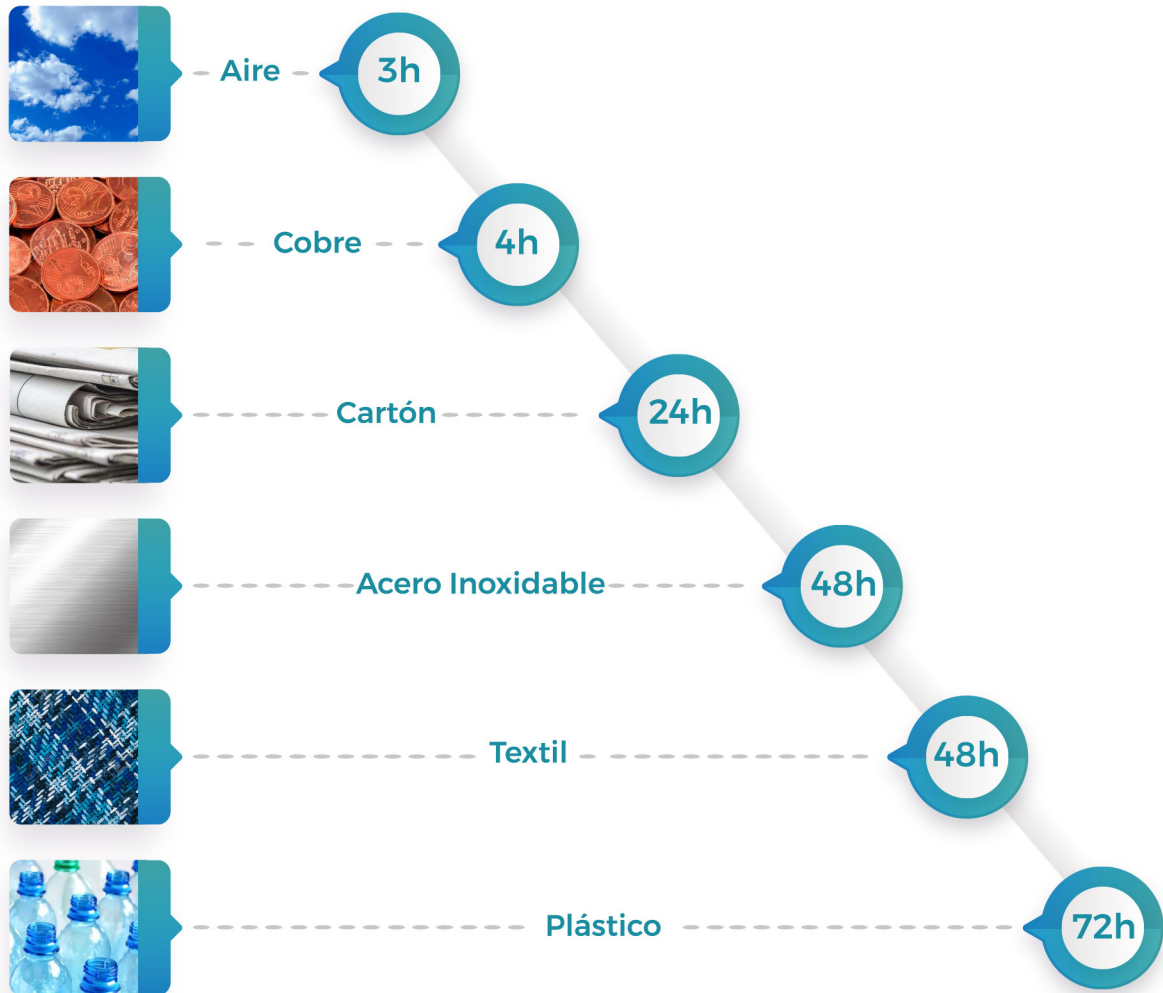 Aire 3h
Cobre 4h
Cartón 24h
Acero Inoxidable 48h
Textil 48h
Plástico 72h